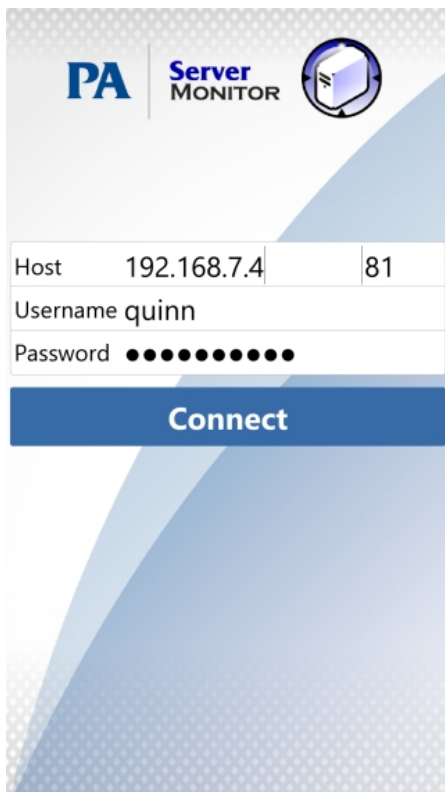 PA Server
MONITOR
Host 192.168.7.4 81
Username quinn
Password ●●●●●●●●●●
Connect